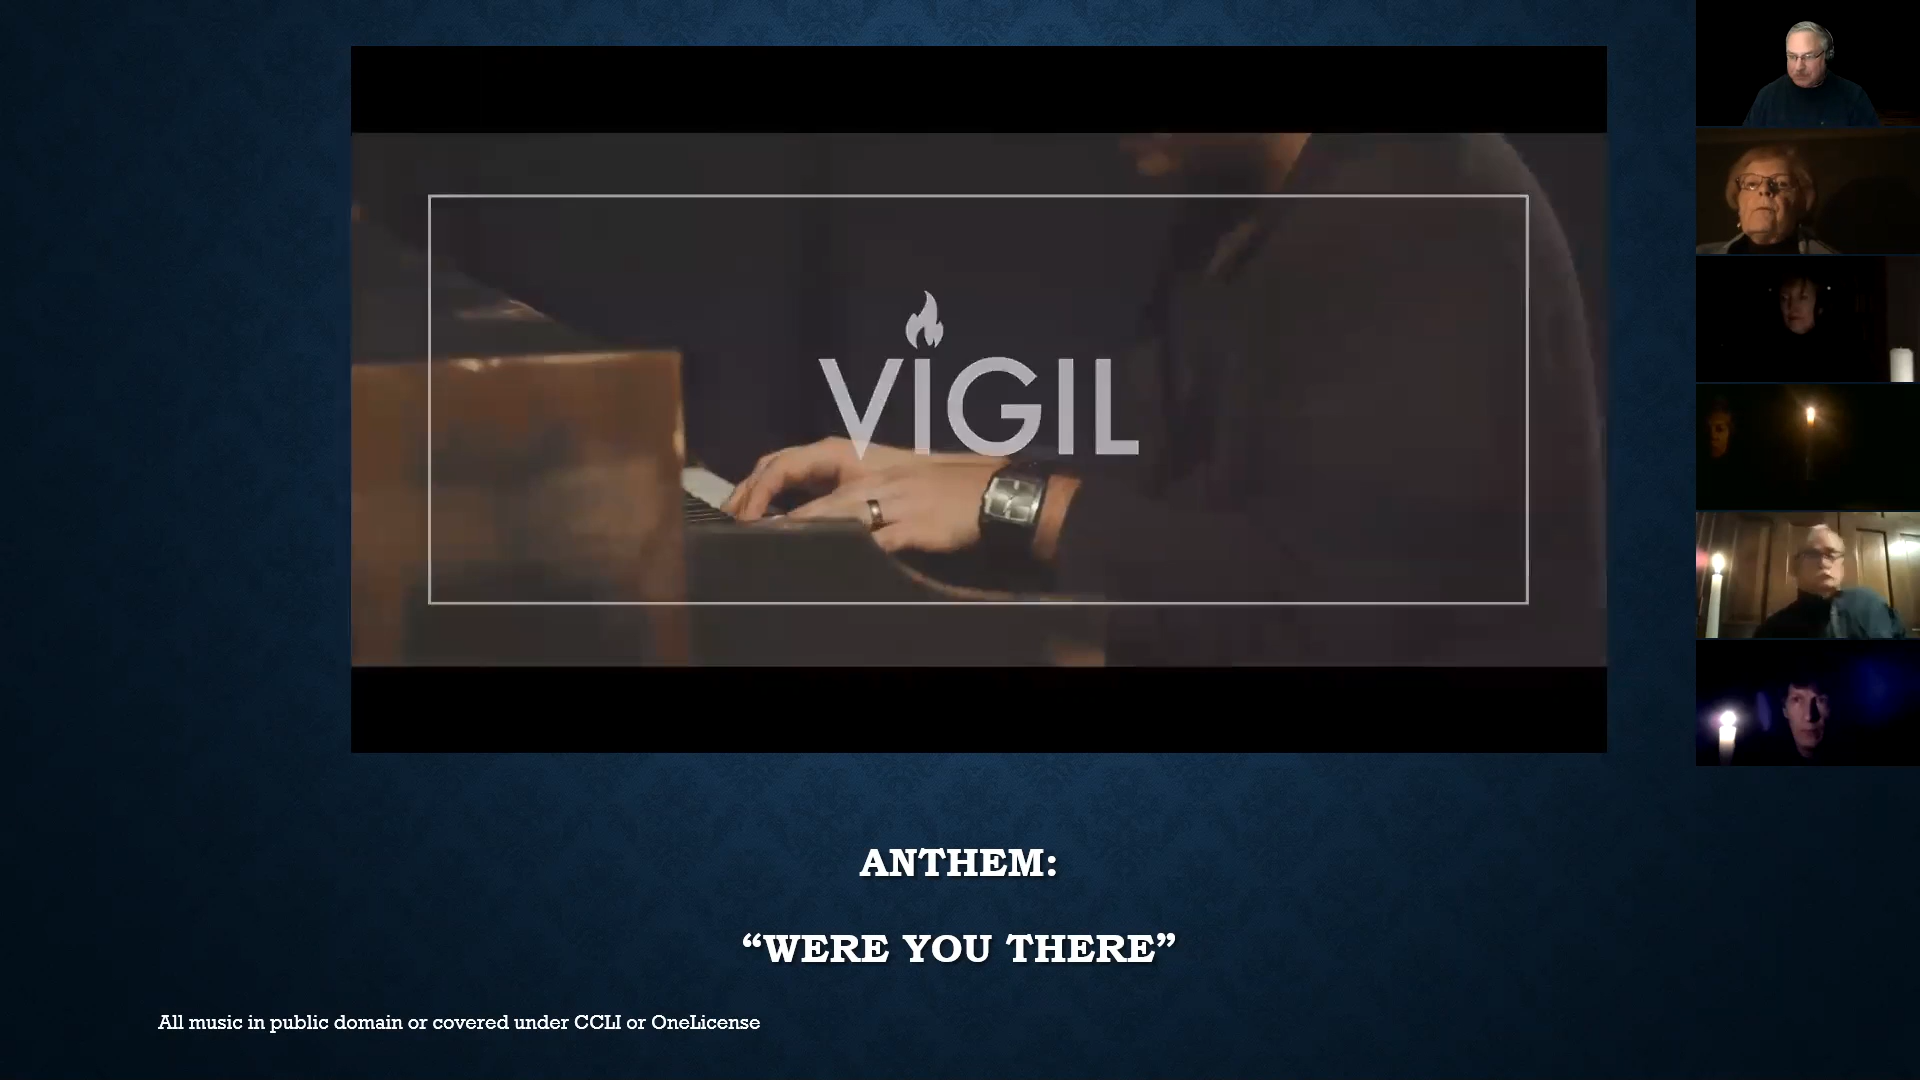 VIGIL
ANTHEM:
“WERE YOU THERE”
All music in public domain or covered under CCLI or OneLicense